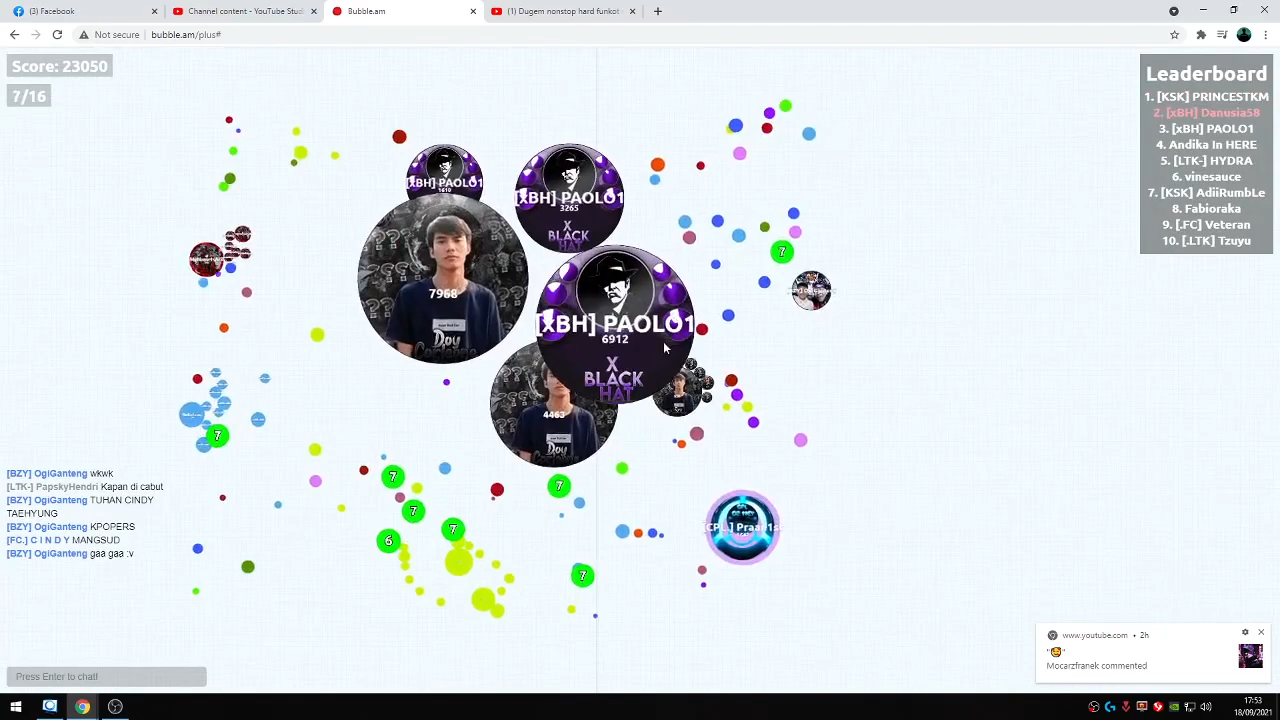 (3) Facebook
Channel content - YouTube Stud
Bubble.am
(1) Dugem nonstop hard funkot -
Not secure
bubble.am/plus#
Score: 23050
7/16
Leaderboard
1. [KSK] PRINCESTKM
2. [xBH] Danusia58
3. [xBH] PAOLO1
4. Andika In HERE
5. [LTK-] HYDRA
6. vinesauce
7. [KSK] AdiiRumbLe
8. Fabioraka
9. [.FC] Veteran
10. [.LTK] Tzuyu
[xBH] PAOLO1
1610
[xBH] PAOLO1
3265
X
BLACK
HAT
7968
[xBH] PAOLO1
6912
X
BLACK
HAT
4463
7
7
7
7
7
7
6
7
[BZY] OgiGanteng wkwk
[LTK-] PapskyHendri Kapan di cabut
[BZY] OgiGanteng TUHAN CINDY
TAEHYUNG
[BZY] OgiGanteng KPOPERS
[FC.] C I N D Y MANGSUD
[BZY] OgiGanteng gaa gaa :v
www.youtube.com • 2h
"😅"
Mocarzfranek commented
Press Enter to chat!
17:53
18/09/2021